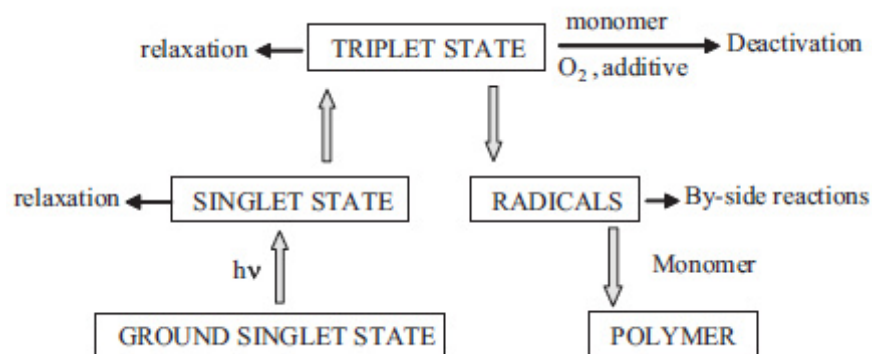 monomer
relaxation
TRIPLET STATE
Deactivation
O₂ , additive
relaxation
SINGLET STATE
RADICALS
By-side reactions
hν
Monomer
GROUND SINGLET STATE
POLYMER